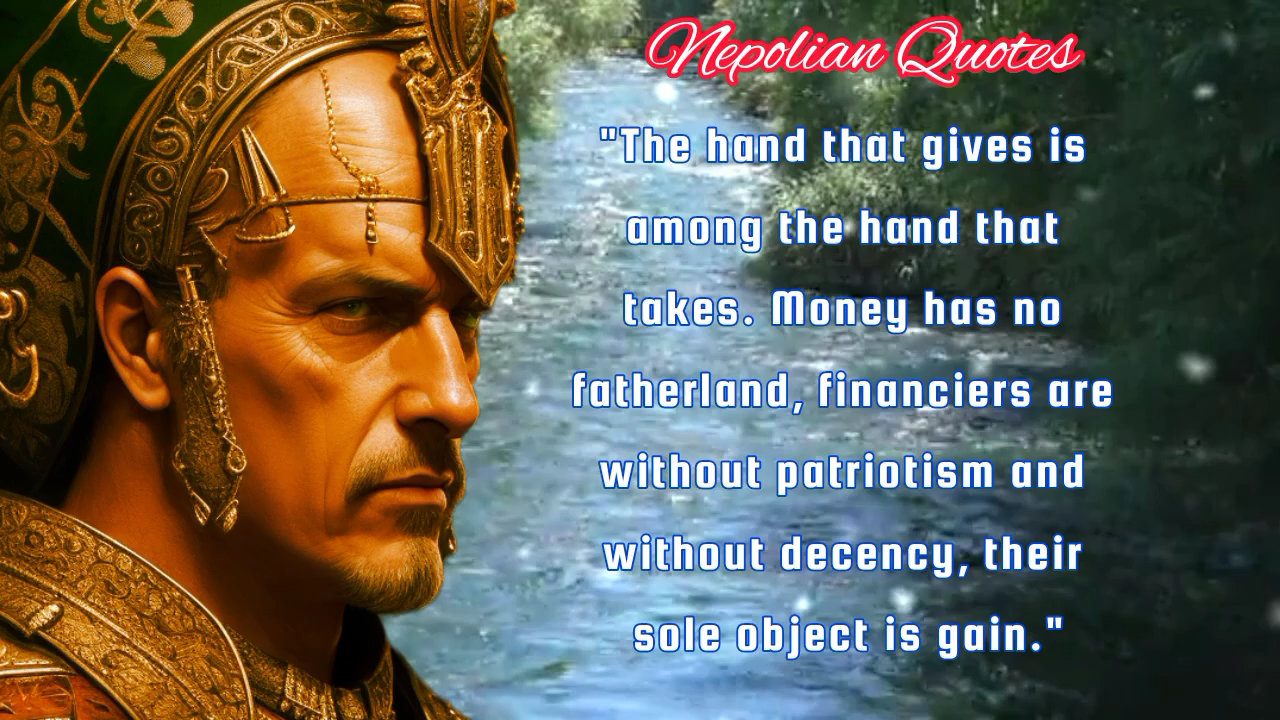 Nepolian Quotes
"The hand that gives is
among the hand that
takes. Money has no
fatherland, financiers are
without patriotism and
without decency, their
sole object is gain."